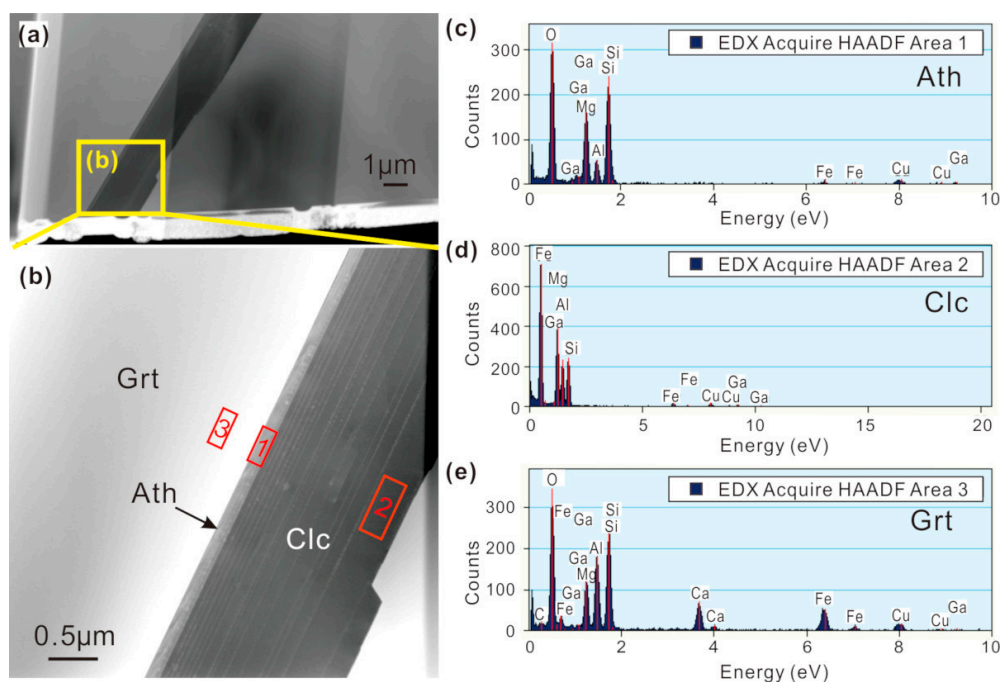 (a)
(b)
1μm
(b)
Grt
3
1
Ath
2
Clc
0.5μm
(c)
EDX Acquire HAADF Area 1
Ath
Counts
300
200
100
0
O
Ga
Ga
Mg
Ga
Al
Si
Si
Fe
Fe
Cu
Cu
Ga
0 2 4 6 8 10
Energy (eV)
(d)
EDX Acquire HAADF Area 2
Clc
Counts
800
600
400
200
0
Fe
Mg
Al
Ga
Si
Fe
Fe
Cu
Ga
Cu
Ga
0 5 10 15 20
Energy (eV)
(e)
EDX Acquire HAADF Area 3
Grt
Counts
300
200
100
0
O
Fe
Ga
Si
Si
Al
Ga
Mg
Ga
C
Fe
Ca
Ca
Fe
Fe
Cu
Cu
Ga
0 2 4 6 8 10
Energy (eV)